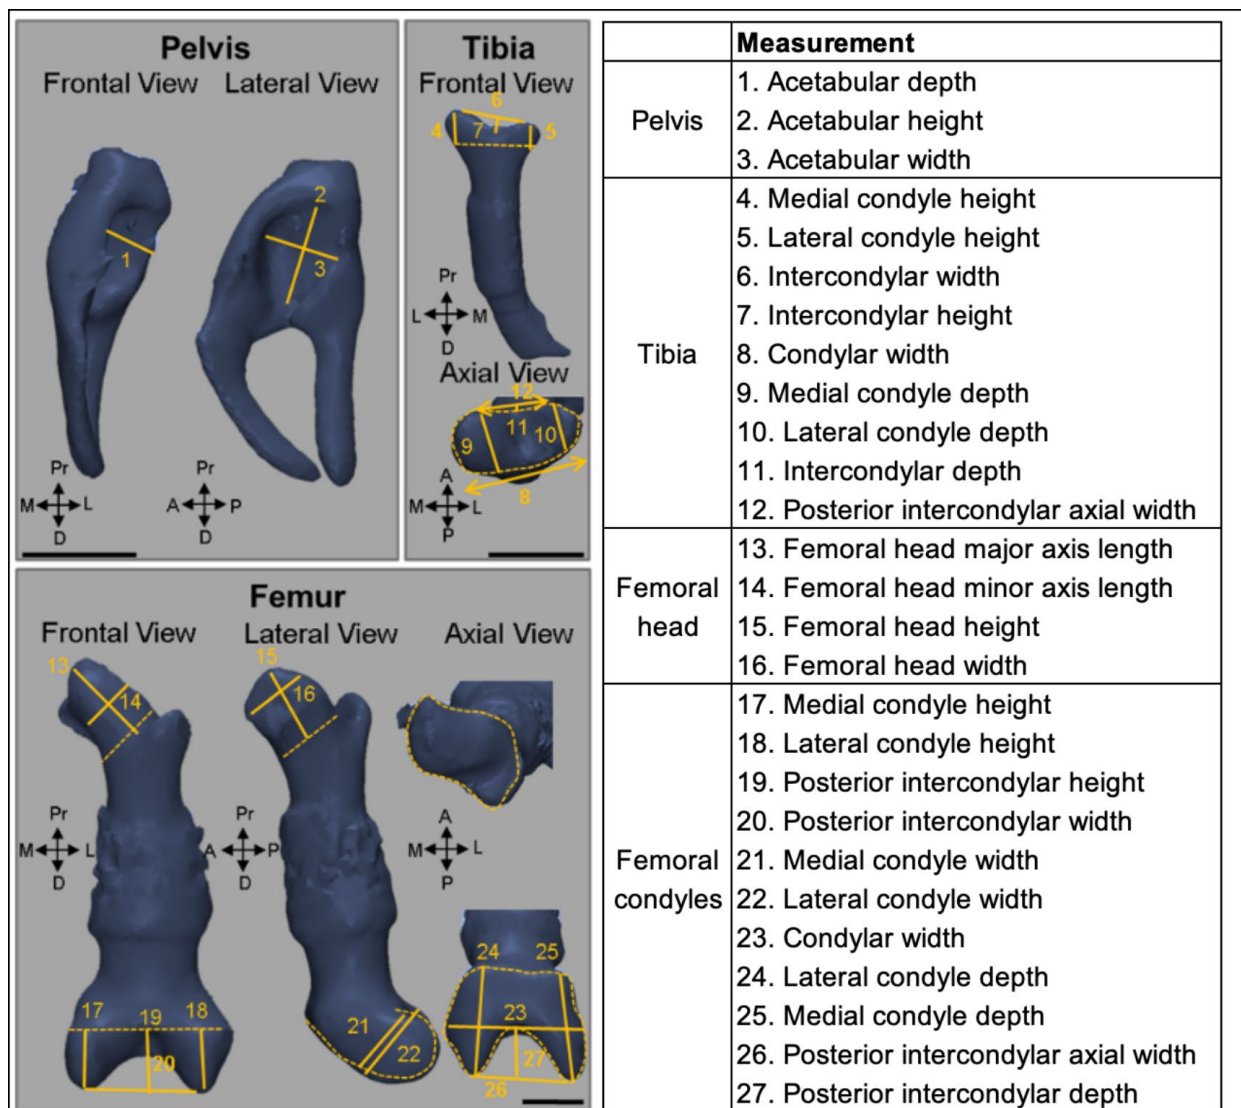 Pelvis
Frontal View Lateral View
1
2
3
Pr
M L
D
Pr
A P
D
Tibia
Frontal View
6
4 7 5
Pr
L M
D
Axial View
12
11
9 10
8
A
M L
P
Femur
Frontal View Lateral View Axial View
13
14
15
16
Pr
M L
D
Pr
A P
D
A
M L
P
17 19 18
20
21
22
24 25
23
27
26
Measurement
Pelvis
1. Acetabular depth
2. Acetabular height
3. Acetabular width
Tibia
4. Medial condyle height
5. Lateral condyle height
6. Intercondylar width
7. Intercondylar height
8. Condylar width
9. Medial condyle depth
10. Lateral condyle depth
11. Intercondylar depth
12. Posterior intercondylar axial width
Femoral
head
13. Femoral head major axis length
14. Femoral head minor axis length
15. Femoral head height
16. Femoral head width
Femoral
condyles
17. Medial condyle height
18. Lateral condyle height
19. Posterior intercondylar height
20. Posterior intercondylar width
21. Medial condyle width
22. Lateral condyle width
23. Condylar width
24. Lateral condyle depth
25. Medial condyle depth
26. Posterior intercondylar axial width
27. Posterior intercondylar depth